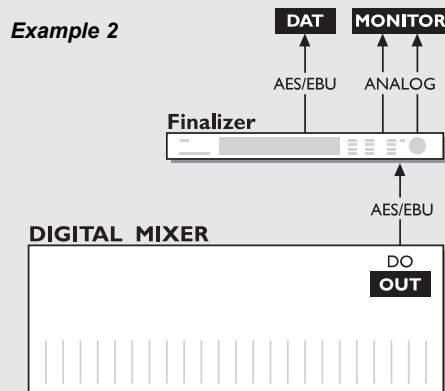 Example 2
DAT MONITOR
AES/EBU ANALOG
Finalizer
AES/EBU
DIGITAL MIXER
DO
OUT